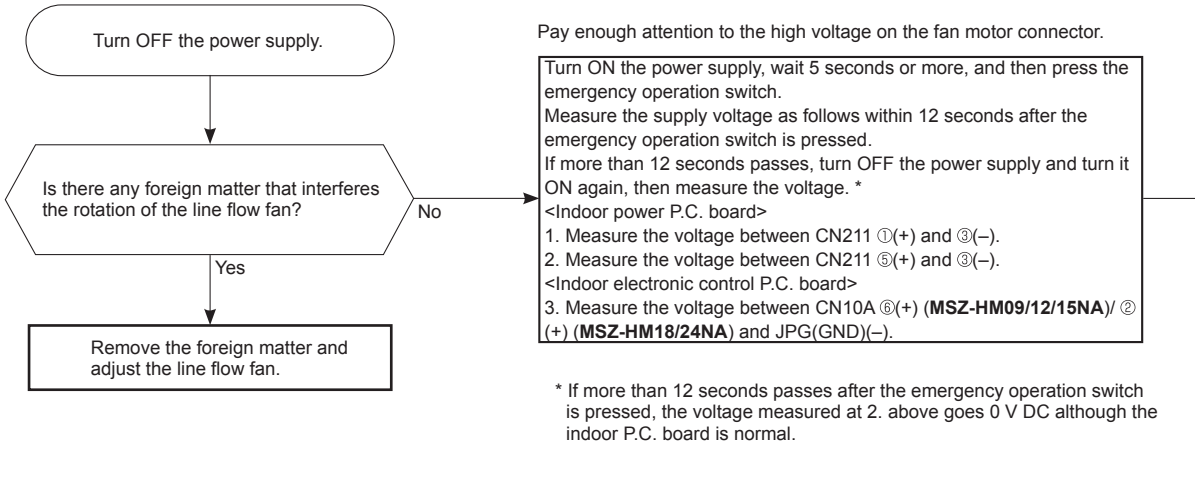 Turn OFF the power supply.
Is there any foreign matter that interferes
the rotation of the line flow fan?
No
Yes
Remove the foreign matter and
adjust the line flow fan.
Pay enough attention to the high voltage on the fan motor connector.
Turn ON the power supply, wait 5 seconds or more, and then press the
emergency operation switch.
Measure the supply voltage as follows within 12 seconds after the
emergency operation switch is pressed.
If more than 12 seconds passes, turn OFF the power supply and turn it
ON again, then measure the voltage. *
<Indoor power P.C. board>
1. Measure the voltage between CN211 ①(+) and ③(–).
2. Measure the voltage between CN211 ⑤(+) and ③(–).
<Indoor electronic control P.C. board>
3. Measure the voltage between CN10A ⑥(+) (MSZ-HM09/12/15NA)/ ②
(+) (MSZ-HM18/24NA) and JPG(GND)(–).
* If more than 12 seconds passes after the emergency operation switch
is pressed, the voltage measured at 2. above goes 0 V DC although the
indoor P.C. board is normal.